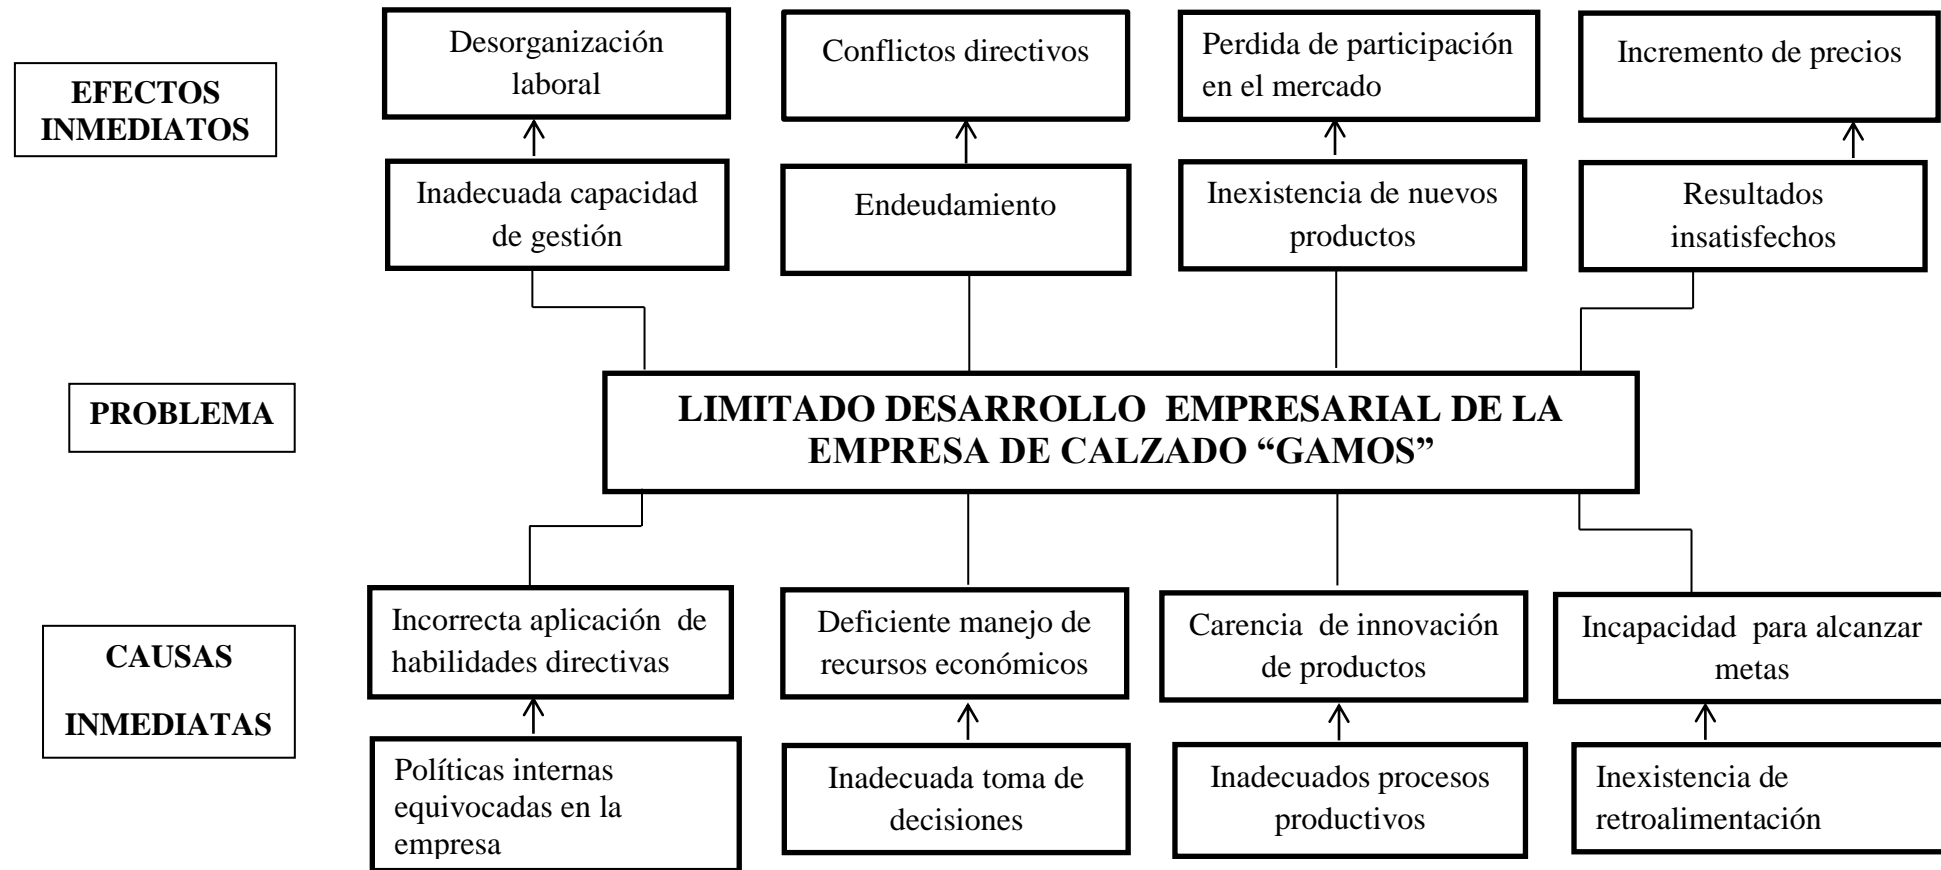 EFECTOS
INMEDIATOS
Desorganización
laboral
Conflictos directivos
Perdida de participación
en el mercado
Incremento de precios
Inadecuada capacidad
de gestión
Endeudamiento
Inexistencia de nuevos
productos
Resultados
insatisfechos
PROBLEMA
LIMITADO DESARROLLO EMPRESARIAL DE LA
EMPRESA DE CALZADO “GAMOS”
CAUSAS
INMEDIATAS
Incorrecta aplicación de
habilidades directivas
Deficiente manejo de
recursos económicos
Carencia de innovación
de productos
Incapacidad para alcanzar
metas
Políticas internas
equivocadas en la
empresa
Inadecuada toma de
decisiones
Inadecuados procesos
productivos
Inexistencia de
retroalimentación